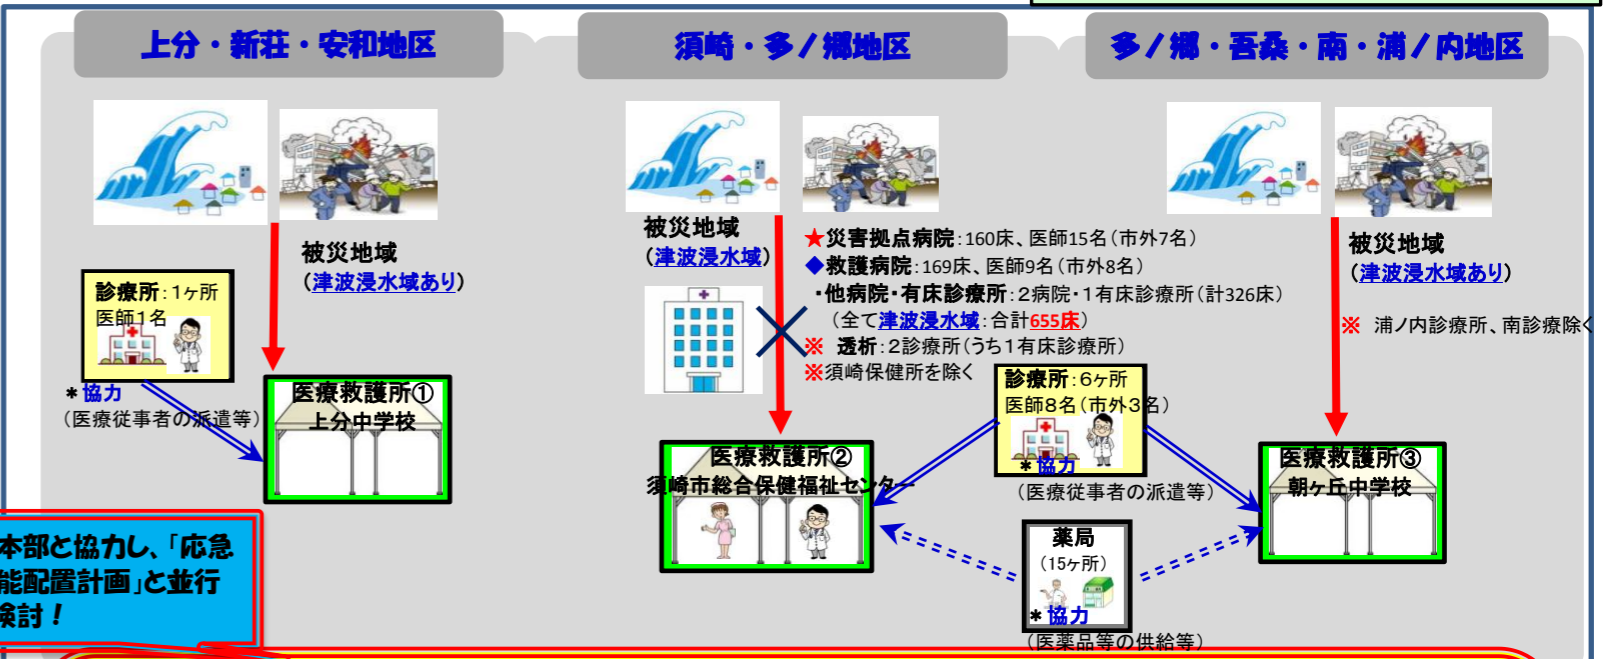 上分・新荘・安和地区
須崎・多ノ郷地区
多ノ郷・吾桑・南・浦ノ内地区
被災地域
(津波浸水域あり)
診療所：1ヶ所
医師1名
＊協力
(医療従事者の派遣等)
医療救護所①
上分中学校
被災地域
(津波浸水域)
★災害拠点病院：160床、医師15名(市外7名)
◆救護病院：169床、医師9名(市外8名)
・他病院・有床診療所：2病院・1有床診療所(計326床)
(全て津波浸水域：合計655床)
※ 透析：2診療所(うち1有床診療所)
※須崎保健所を除く
医療救護所②
須崎市総合保健福祉センター
診療所：6ヶ所
医師8名(市外3名)
＊協力
(医療従事者の派遣等)
薬局
(15ヶ所)
＊協力
(医薬品等の供給等)
被災地域
(津波浸水域あり)
※ 浦ノ内診療所、南診療除く
医療救護所③
朝ヶ丘中学校
本部と協力し、「応急
能配置計画」と並行
検討！